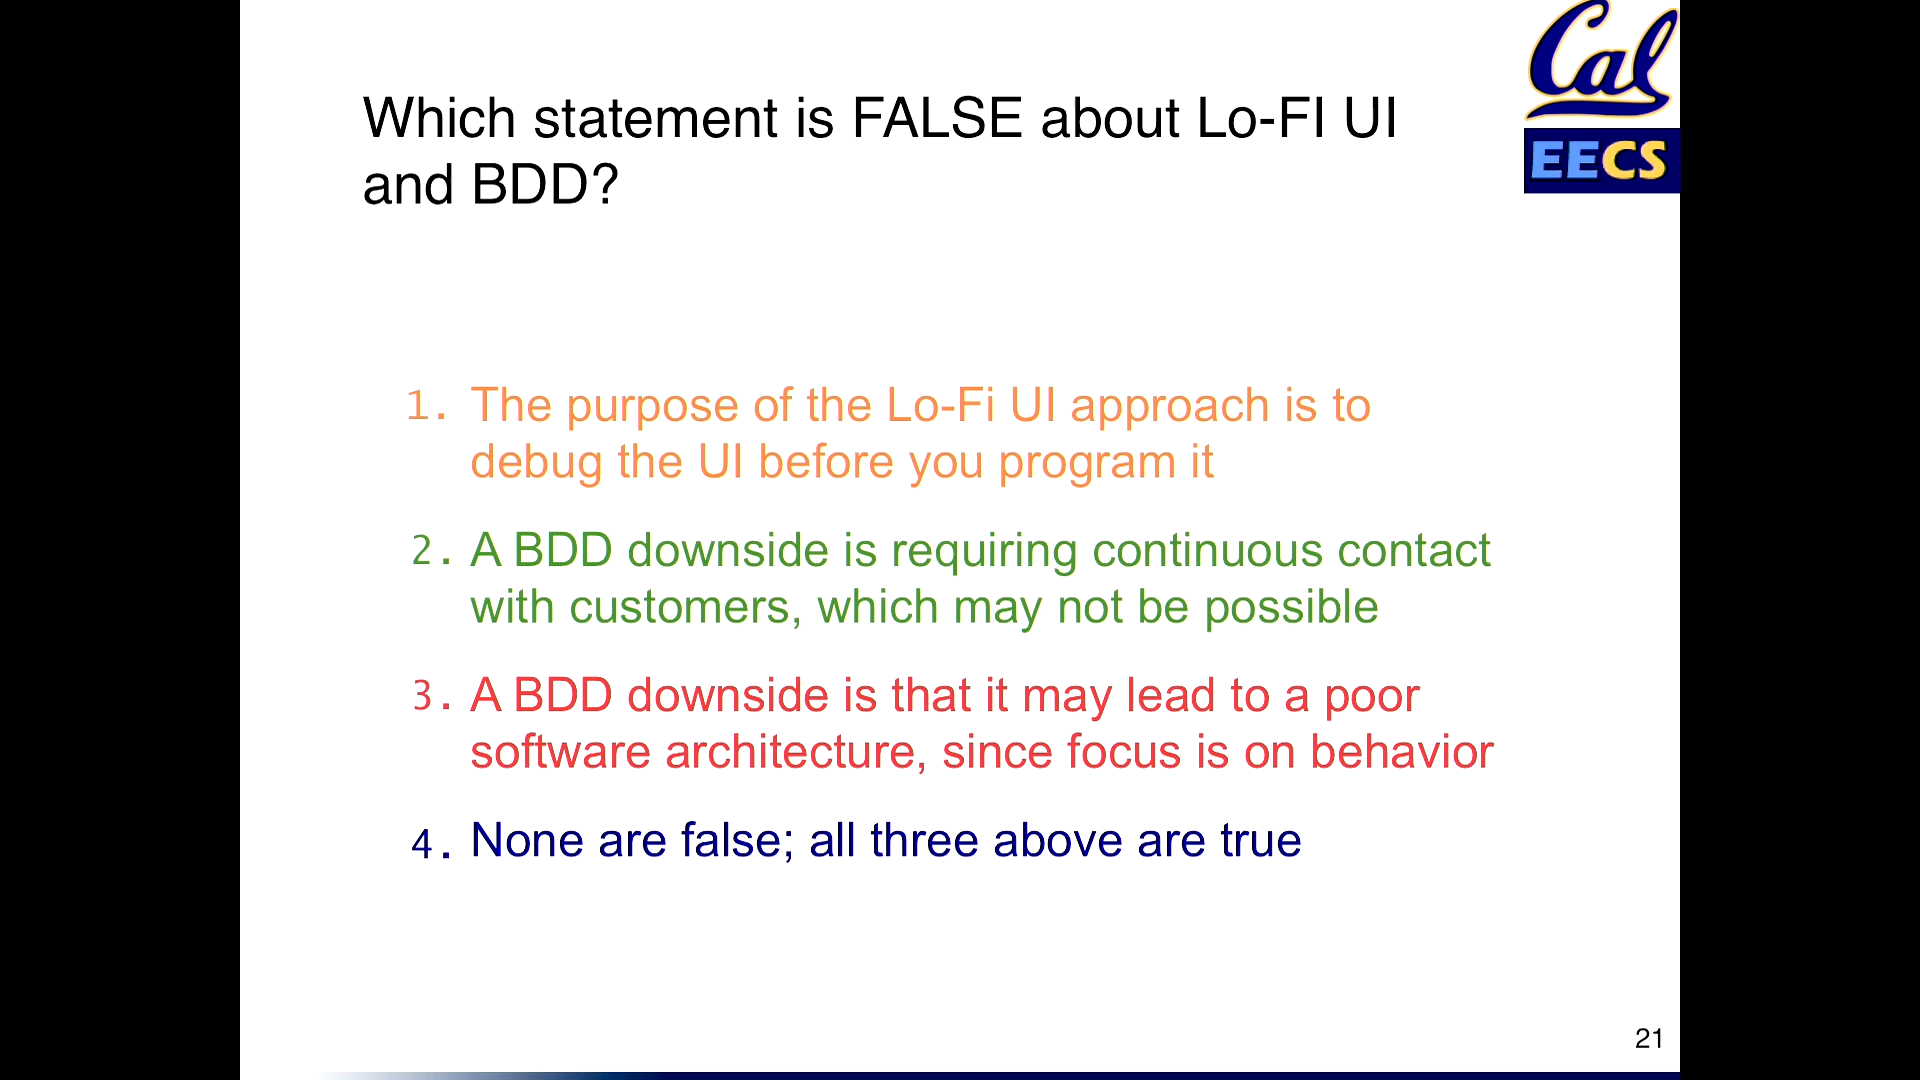 Cal
EECS
Which statement is FALSE about Lo-FI UI
and BDD?
1. The purpose of the Lo-Fi UI approach is to
debug the UI before you program it
2. A BDD downside is requiring continuous contact
with customers, which may not be possible
3. A BDD downside is that it may lead to a poor
software architecture, since focus is on behavior
4. None are false; all three above are true
21